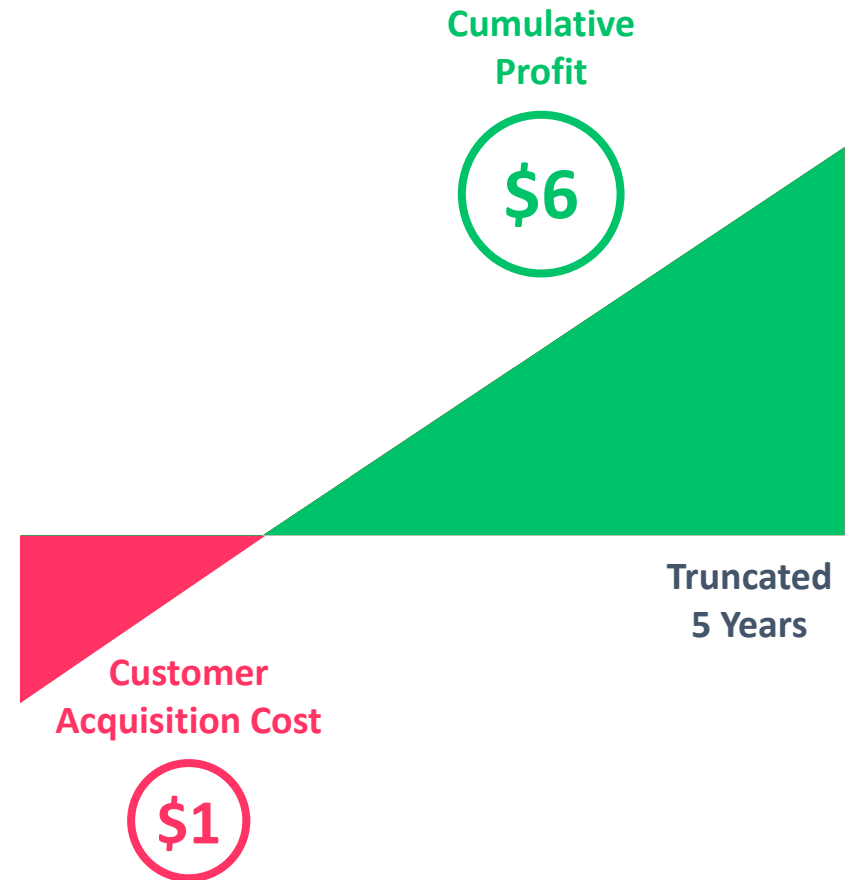 Cumulative
Profit
$6
Truncated
5 Years
Customer
Acquisition Cost
$1